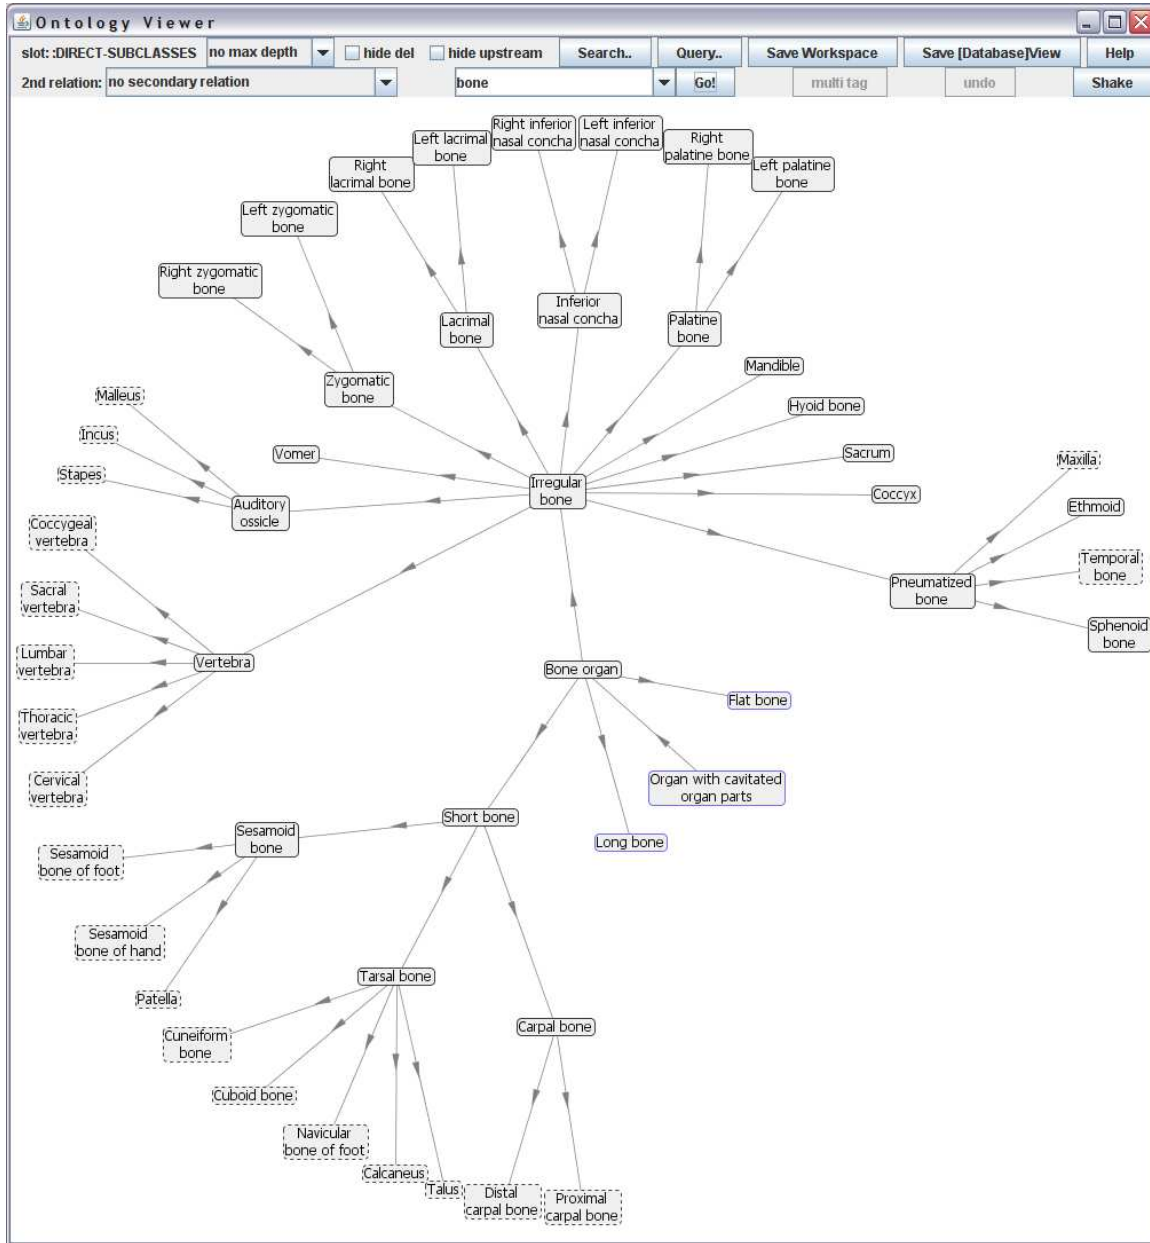 Ontology Viewer
slot: :DIRECT-SUBCLASSES no max depth hide del hide upstream Search.. Query.. Save Workspace Save [Database]View Help
2nd relation: no secondary relation bone Go! multi tag undo Shake
Right inferior
nasal concha
Left inferior
nasal concha
Left lacrimal
bone
Right
palatine bone
Right
lacrimal bone
Left palatine
bone
Left zygomatic
bone
Right zygomatic
bone
Inferior
nasal concha
Lacrimal
bone
Palatine
bone
Mandible
Zygomatic
bone
Malleus
Hyoid bone
Incus
Vomer
Sacrum
Maxilla
Stapes
Irregular
bone
Coccyx
Auditory
ossicle
Ethmoid
Coccygeal
vertebra
Temporal
bone
Pneumatized
bone
Sacral
vertebra
Sphenoid
bone
Lumbar
vertebra
Vertebra
Bone organ
Flat bone
Thoracic
vertebra
Cervical
vertebra
Organ with cavitated
organ parts
Short bone
Sesamoid
bone
Long bone
Sesamoid
bone of foot
Sesamoid
bone of hand
Tarsal bone
Patella
Carpal bone
Cuneiform
bone
Cuboid bone
Navicular
bone of foot
Calcaneus
Talus
Distal
carpal bone
Proximal
carpal bone